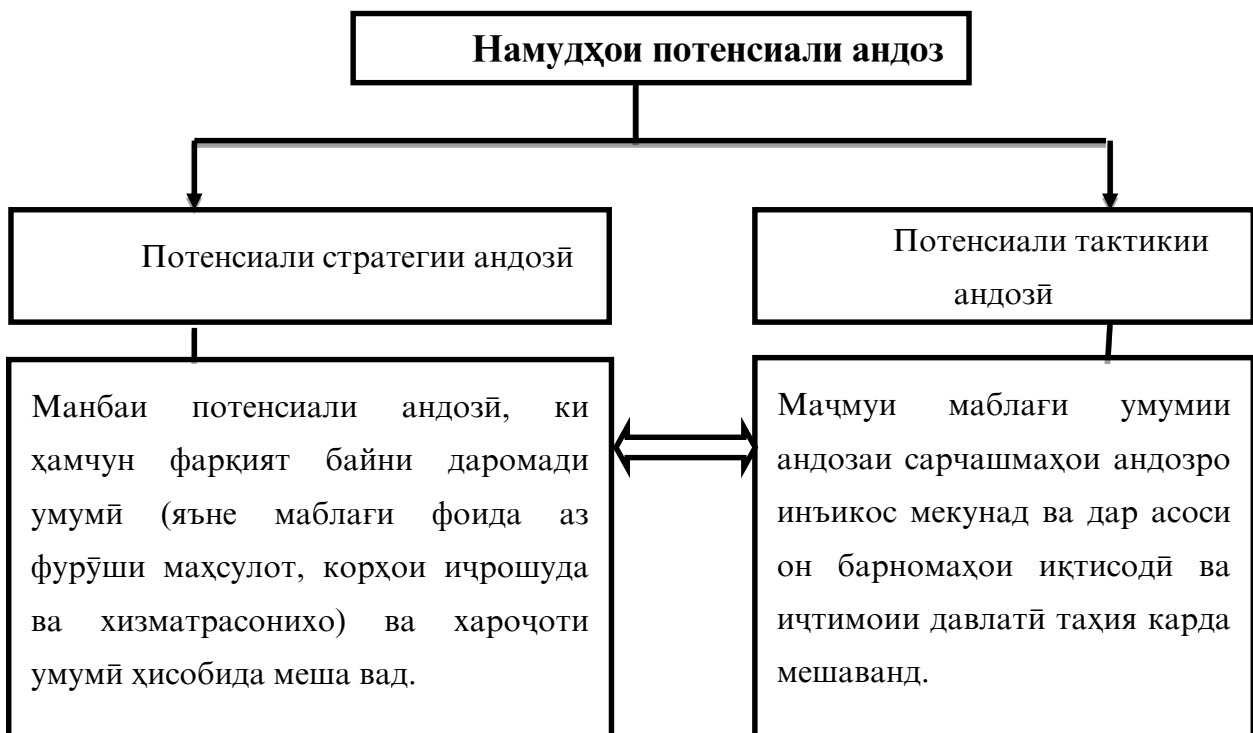 Намудҳои потенсиали андоз
Потенсиали стратегии андозӣ
Потенсиали тактикии
андозӣ
Манбаи потенсиали андозӣ, ки
ҳамчун фарқият байни даромади
умумӣ (яъне маблағи фоида аз
фурӯши маҳсулот, корҳои иҷрошуда
ва хизматрасонихо) ва хароҷоти
умумӣ ҳисобида меша вад.
Маҷмуи маблағи умумии
андозаи сарчашмаҳои андозро
инъикос мекунад ва дар асоси
он барномаҳои иқтисодӣ ва
иҷтимоии давлатӣ таҳия карда
мешаванд.